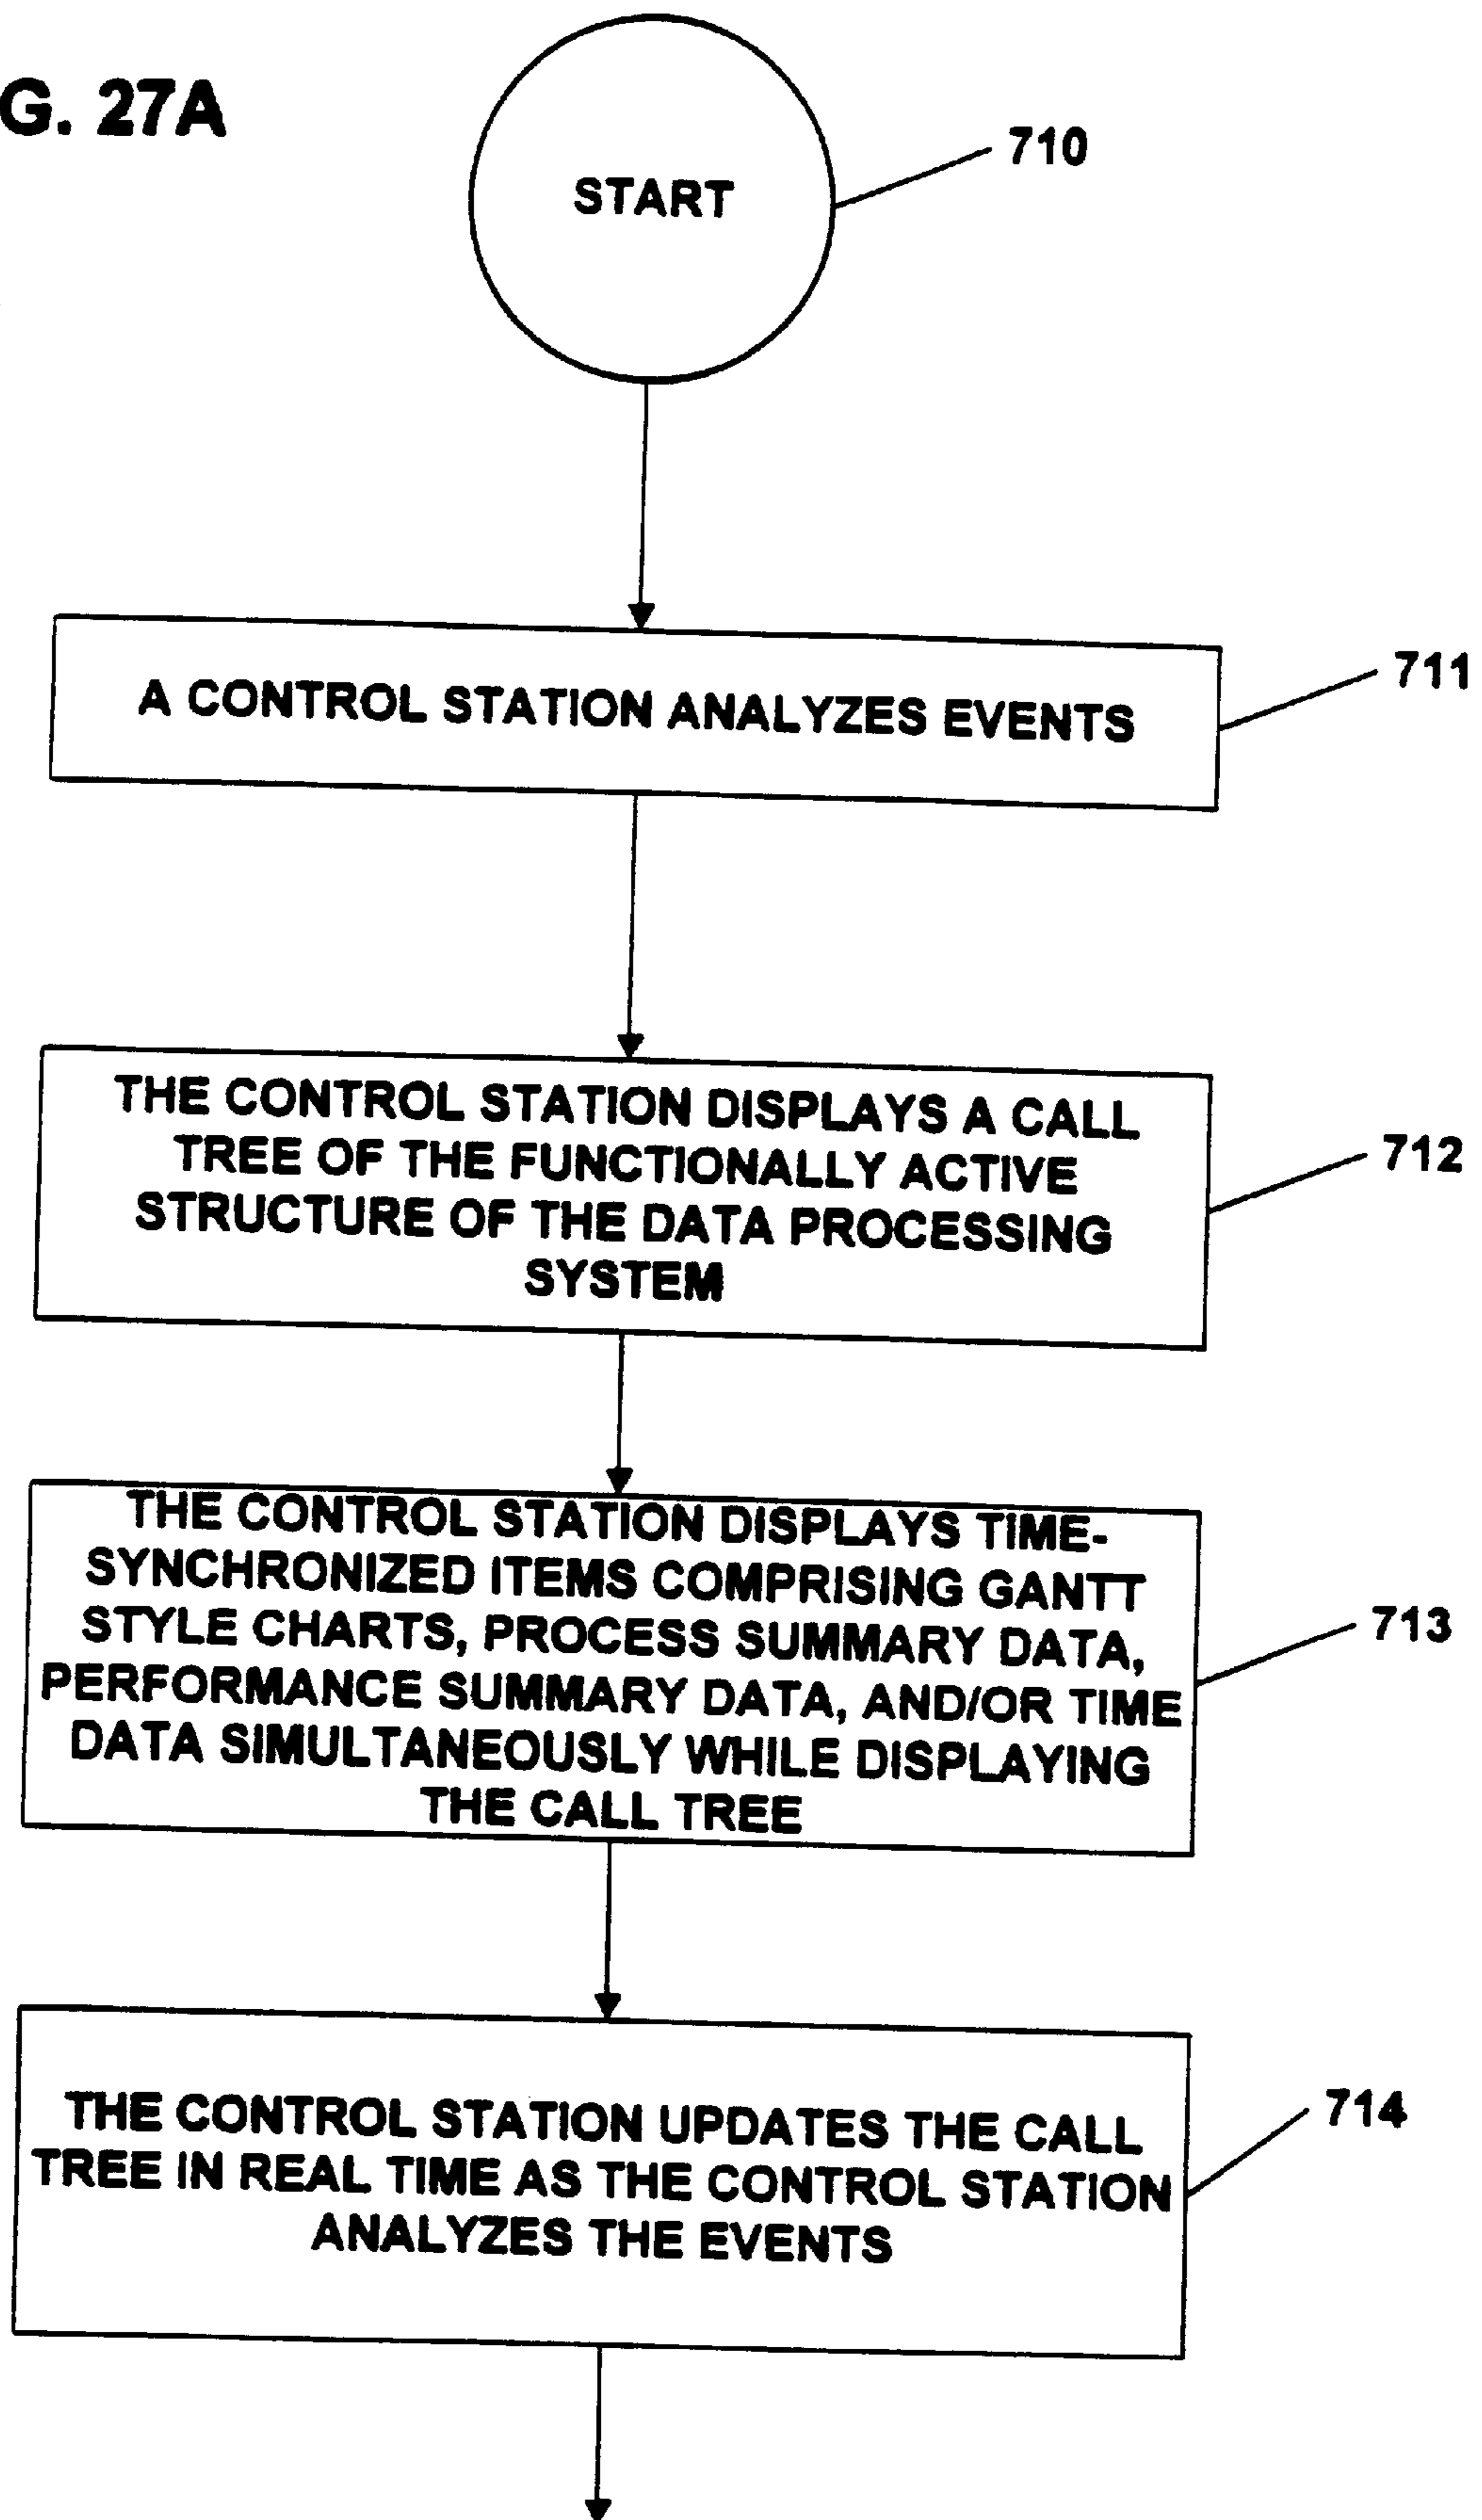 G. 27A
START
710
A CONTROL STATION ANALYZES EVENTS
711
THE CONTROL STATION DISPLAYS A CALL
TREE OF THE FUNCTIONALLY ACTIVE
STRUCTURE OF THE DATA PROCESSING
SYSTEM
712
THE CONTROL STATION DISPLAYS TIME-
SYNCHRONIZED ITEMS COMPRISING GANTT
STYLE CHARTS, PROCESS SUMMARY DATA,
PERFORMANCE SUMMARY DATA, AND/OR TIME
DATA SIMULTANEOUSLY WHILE DISPLAYING
THE CALL TREE
713
THE CONTROL STATION UPDATES THE CALL
TREE IN REAL TIME AS THE CONTROL STATION
ANALYZES THE EVENTS
714